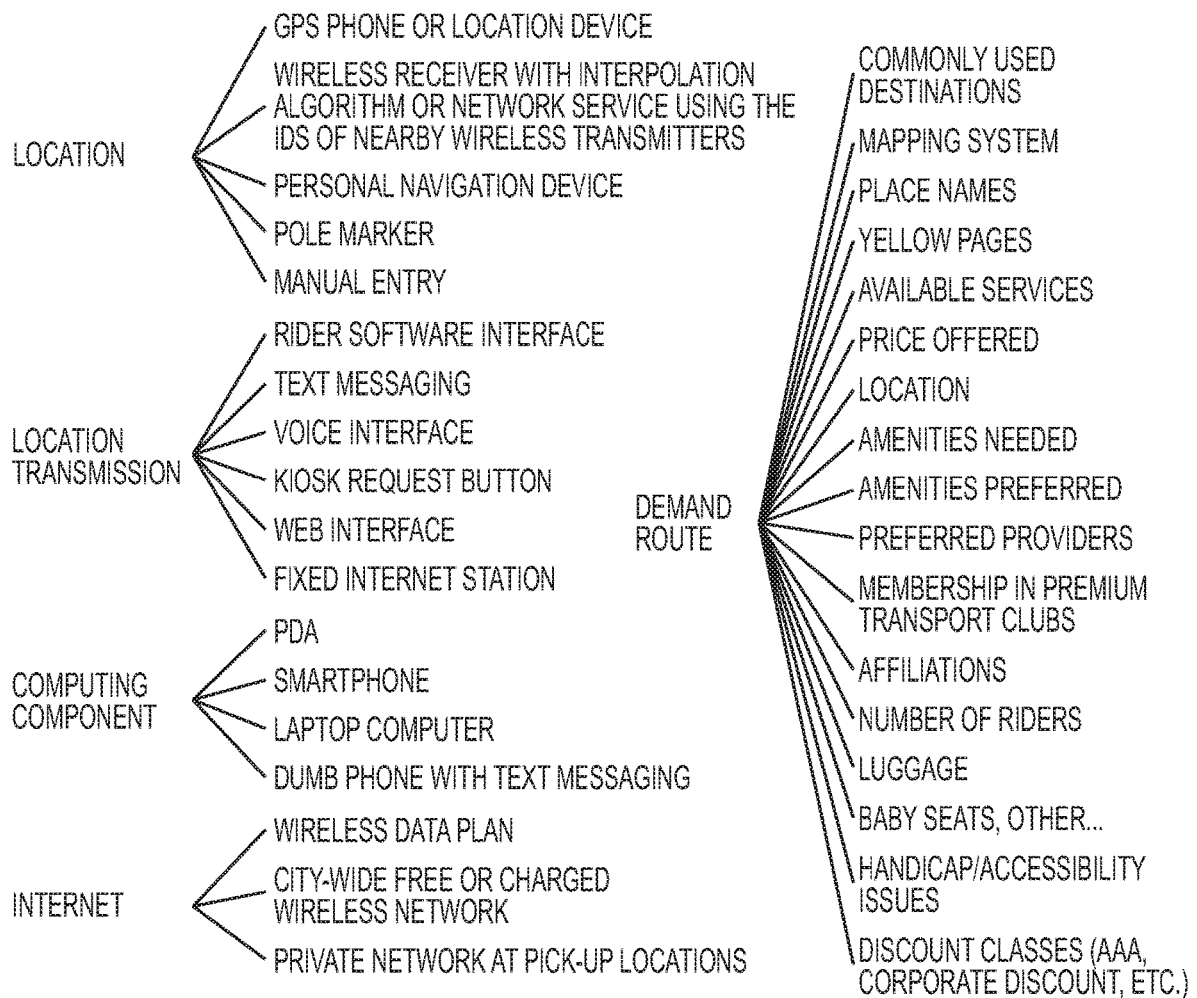 LOCATION
GPS PHONE OR LOCATION DEVICE
WIRELESS RECEIVER WITH INTERPOLATION
ALGORITHM OR NETWORK SERVICE USING THE
IDS OF NEARBY WIRELESS TRANSMITTERS
PERSONAL NAVIGATION DEVICE
POLE MARKER
MANUAL ENTRY
LOCATION
TRANSMISSION
RIDER SOFTWARE INTERFACE
TEXT MESSAGING
VOICE INTERFACE
KIOSK REQUEST BUTTON
WEB INTERFACE
FIXED INTERNET STATION
COMPUTING
COMPONENT
PDA
SMARTPHONE
LAPTOP COMPUTER
DUMB PHONE WITH TEXT MESSAGING
INTERNET
WIRELESS DATA PLAN
CITY-WIDE FREE OR CHARGED
WIRELESS NETWORK
PRIVATE NETWORK AT PICK-UP LOCATIONS
DEMAND
ROUTE
COMMONLY USED
DESTINATIONS
MAPPING SYSTEM
PLACE NAMES
YELLOW PAGES
AVAILABLE SERVICES
PRICE OFFERED
LOCATION
AMENITIES NEEDED
AMENITIES PREFERRED
PREFERRED PROVIDERS
MEMBERSHIP IN PREMIUM
TRANSPORT CLUBS
AFFILIATIONS
NUMBER OF RIDERS
LUGGAGE
BABY SEATS, OTHER...
HANDICAP/ACCESSIBILITY
ISSUES
DISCOUNT CLASSES (AAA,
CORPORATE DISCOUNT, ETC.)